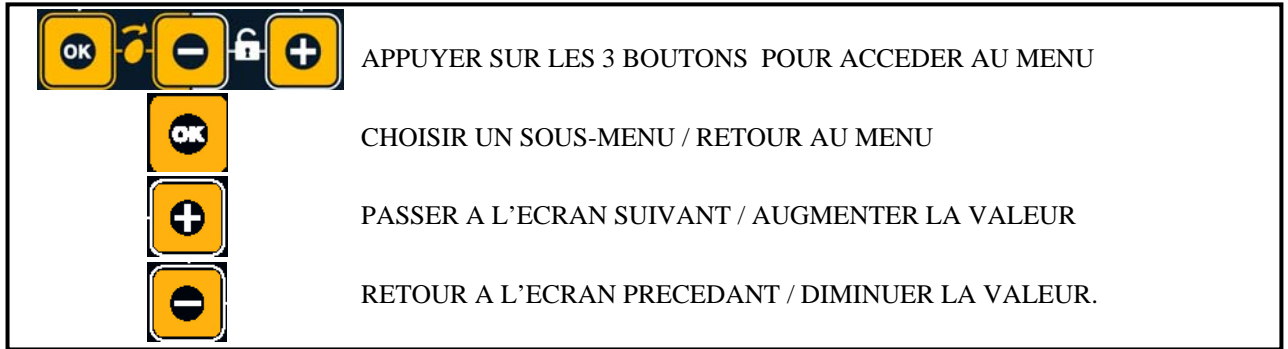 OK APPUYER SUR LES 3 BOUTONS POUR ACCEDER AU MENU
OK CHOISIR UN SOUS-MENU / RETOUR AU MENU
PASSER A L’ECRAN SUIVANT / AUGMENTER LA VALEUR
RETOUR A L’ECRAN PRECEDANT / DIMINUER LA VALEUR.